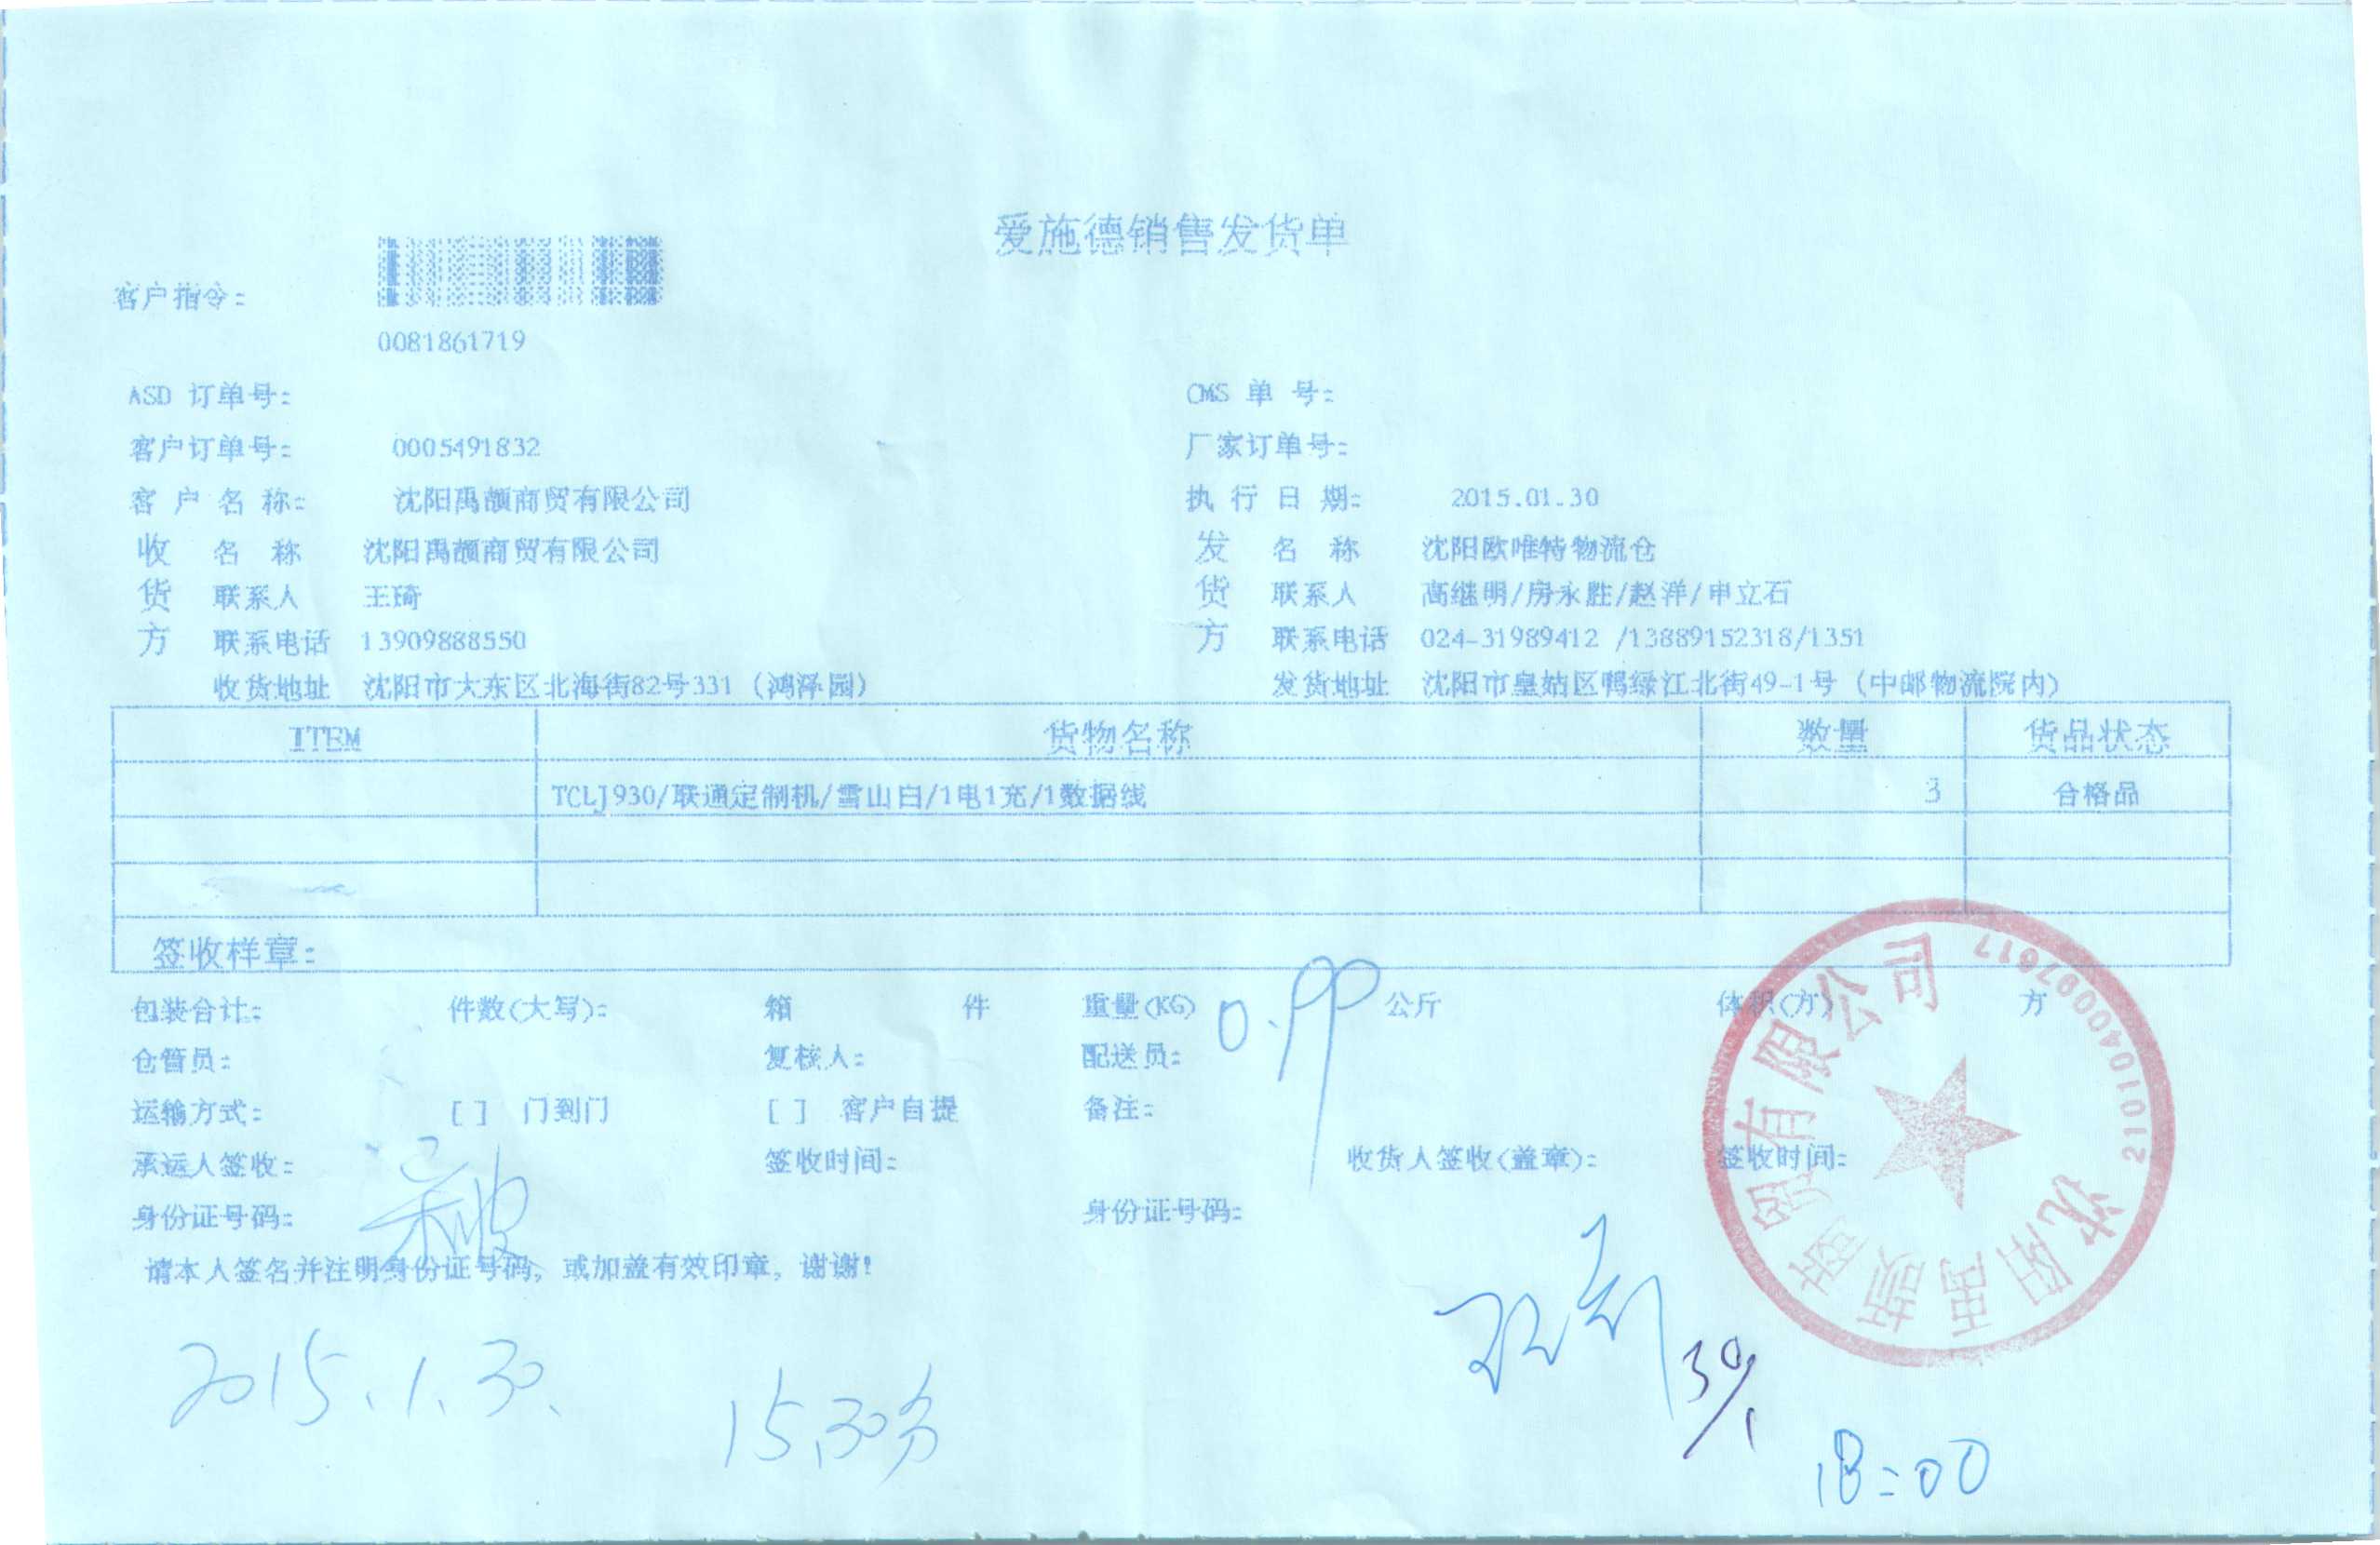 爱施德销售发货单
客户指令:
0081861719
ASD 订单号: CMS 单 号:
客户订单号: 0005491832 厂家订单号:
客 户 名 称: 沈阳禹颉商贸有限公司 执 行 日 期: 2015.01.30
收 名 称 沈阳禹颉商贸有限公司 发 名 称 沈阳欧唯特物流仓
货 联系人 王琦 货 联系人 高继明/房永胜/赵洋/申立石
方 联系电话 13909888550 方 联系电话 024-31989412 /13889152318/1351
收货地址 沈阳市大东区北海街82号331（鸿泽园） 发货地址 沈阳市皇姑区鸭绿江北街49-1号（中邮物流院内）
ITEM 货物名称 数量 货品状态
TCLJ930/联通定制机/雪山白/1电1充/1数据线 3 合格品
签收样章:
包装合计: 件数(大写): 箱 件 重量(KG) 0.99 公斤 体积(方) 方
仓管员: 复核人: 配送员:
运输方式: [ ] 门到门 [ ] 客户自提 备注:
承运人签收: 签收时间: 收货人签收(盖章): 签收时间:
身份证号码: 身份证号码:
请本人签名并注明身份证号码，或加盖有效印章，谢谢！
2015.1.30.
15,30分
30/1
18:00
沈阳禹颉商贸有限公司
2101040009761